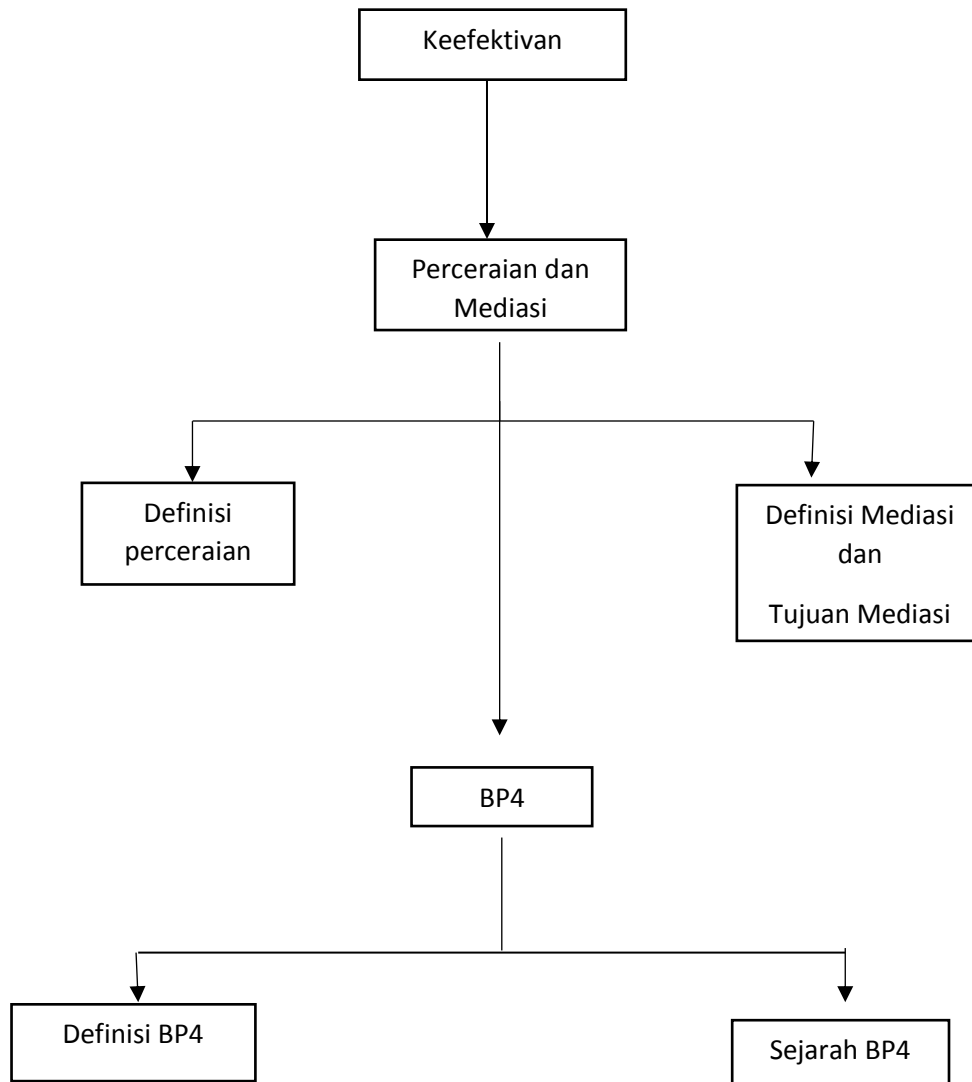 Keefektivan
Perceraian dan
Mediasi
Definisi
perceraian
Definisi Mediasi
dan
Tujuan Mediasi
BP4
Definisi BP4
Sejarah BP4